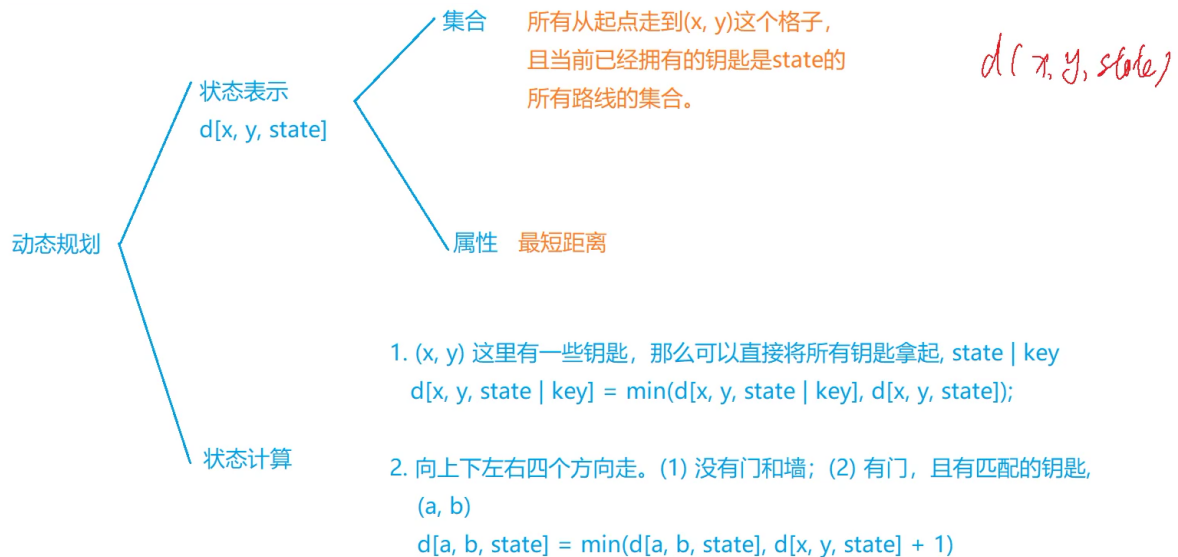 集合
所有从起点走到(x, y)这个格子，
且当前已经拥有的钥匙是state的
所有路线的集合。
d(x, y, state)
状态表示
d[x, y, state]
动态规划
属性
最短距离
1. (x, y) 这里有一些钥匙，那么可以直接将所有钥匙拿起, state | key
d[x, y, state | key] = min(d[x, y, state | key], d[x, y, state]);
状态计算
2. 向上下左右四个方向走。(1) 没有门和墙；(2) 有门，且有匹配的钥匙,
(a, b)
d[a, b, state] = min(d[a, b, state], d[x, y, state] + 1)